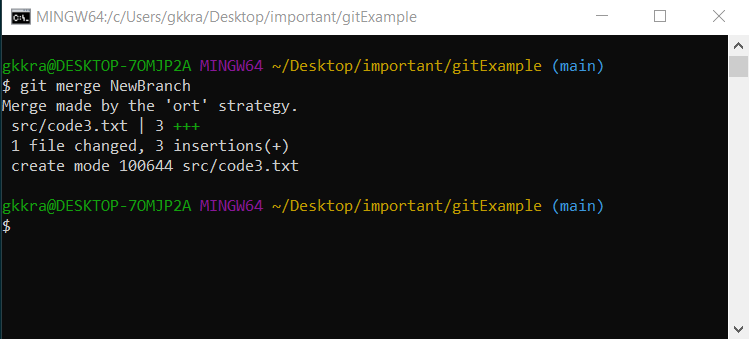 MINGW64:/c/Users/gkkra/Desktop/important/gitExample
gkkra@DESKTOP-7OMJP2A MINGW64 ~/Desktop/important/gitExample (main)
$ git merge NewBranch
Merge made by the 'ort' strategy.
 src/code3.txt | 3 +++
 1 file changed, 3 insertions(+)
 create mode 100644 src/code3.txt
gkkra@DESKTOP-7OMJP2A MINGW64 ~/Desktop/important/gitExample (main)
$